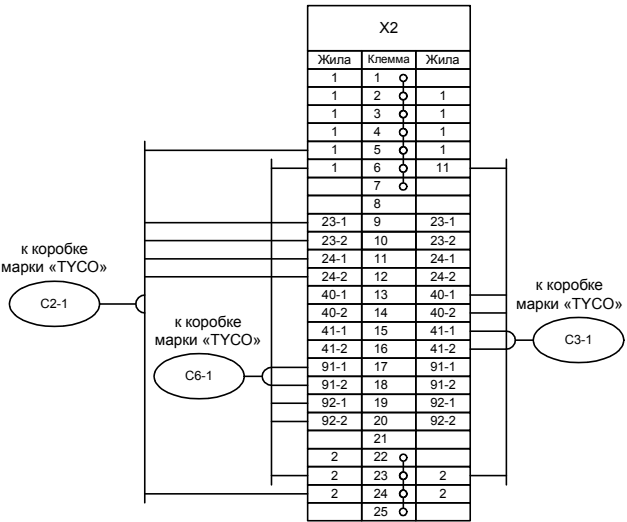 X2
Жила Клемма Жила
1 1
1 2 1
1 3 1
1 4 1
1 5 1
1 6 11
7
8
23-1 9 23-1
23-2 10 23-2
24-1 11 24-1
24-2 12 24-2
40-1 13 40-1
40-2 14 40-2
41-1 15 41-1
41-2 16 41-2
91-1 17 91-1
91-2 18 91-2
92-1 19 92-1
92-2 20 92-2
21
2 22
2 23 2
2 24 2
25
к коробке
марки «TYCO»
C2-1
к коробке
марки «TYCO»
C6-1
к коробке
марки «TYCO»
C3-1